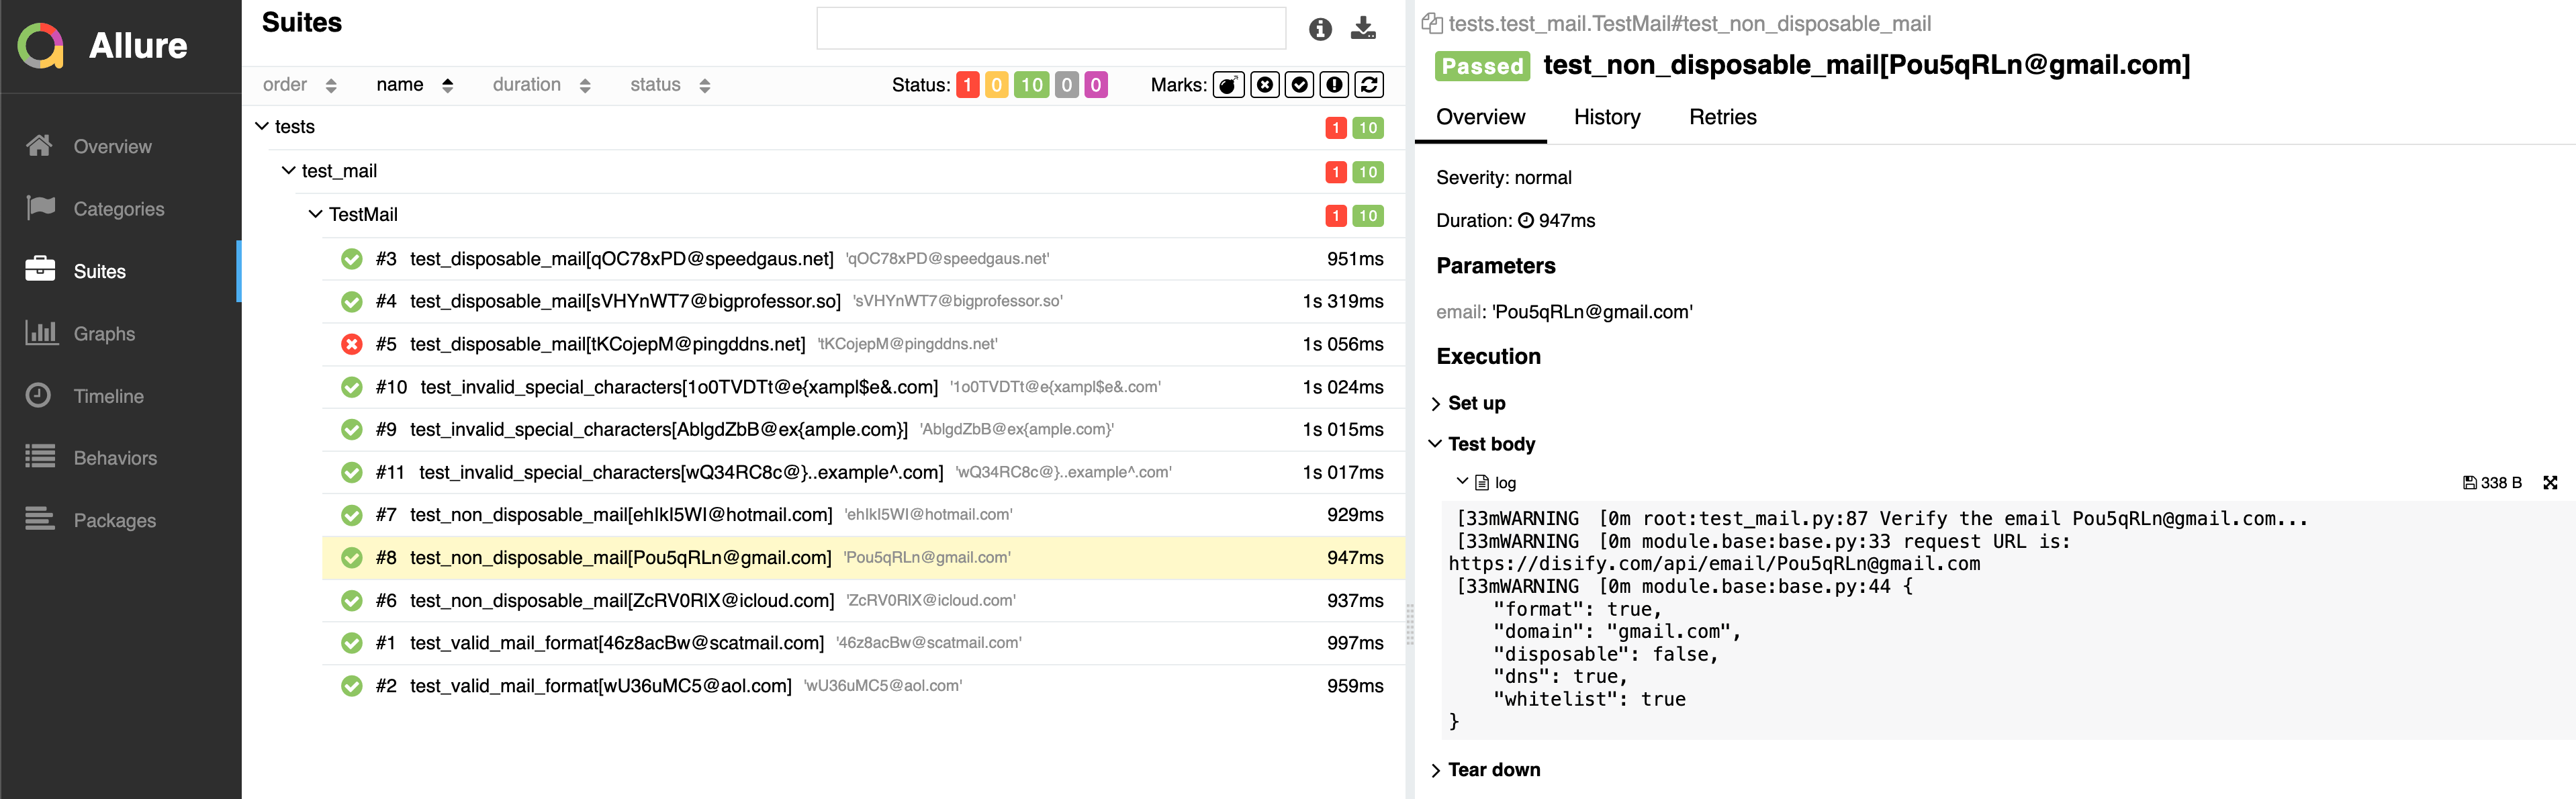 Allure
Overview
Categories
Suites
Graphs
Timeline
Behaviors
Packages
Suites
order name duration status Status: 1 0 10 0 0 Marks:
tests 1 10
test_mail 1 10
TestMail 1 10
#3 test_disposable_mail[qOC78xPD@speedgaus.net] 'qOC78xPD@speedgaus.net' 951ms
#4 test_disposable_mail[sVHYnWT7@bigprofessor.so] 'sVHYnWT7@bigprofessor.so' 1s 319ms
#5 test_disposable_mail[tKCojepM@pingddns.net] 'tKCojepM@pingddns.net' 1s 056ms
#10 test_invalid_special_characters[1o0TVDTt@e{xampl$e&.com] '1o0TVDTt@e{xampl$e&.com' 1s 024ms
#9 test_invalid_special_characters[AblgdZbB@ex{ample.com}] 'AblgdZbB@ex{ample.com}' 1s 015ms
#11 test_invalid_special_characters[wQ34RC8c@}..example^.com] 'wQ34RC8c@}..example^.com' 1s 017ms
#7 test_non_disposable_mail[ehIkI5WI@hotmail.com] 'ehIkI5WI@hotmail.com' 929ms
#8 test_non_disposable_mail[Pou5qRLn@gmail.com] 'Pou5qRLn@gmail.com' 947ms
#6 test_non_disposable_mail[ZcRV0RlX@icloud.com] 'ZcRV0RlX@icloud.com' 937ms
#1 test_valid_mail_format[46z8acBw@scatmail.com] '46z8acBw@scatmail.com' 997ms
#2 test_valid_mail_format[wU36uMC5@aol.com] 'wU36uMC5@aol.com' 959ms
tests.test_mail.TestMail#test_non_disposable_mail
Passed test_non_disposable_mail[Pou5qRLn@gmail.com]
Overview History Retries
Severity: normal
Duration: 947ms
Parameters
email: 'Pou5qRLn@gmail.com'
Execution
Set up
Test body
log 338 B
[33mWARNING [0m root:test_mail.py:87 Verify the email Pou5qRLn@gmail.com...
[33mWARNING [0m module.base:base.py:33 request URL is:
https://disify.com/api/email/Pou5qRLn@gmail.com
[33mWARNING [0m module.base:base.py:44 {
"format": true,
"domain": "gmail.com",
"disposable": false,
"dns": true,
"whitelist": true
}
Tear down